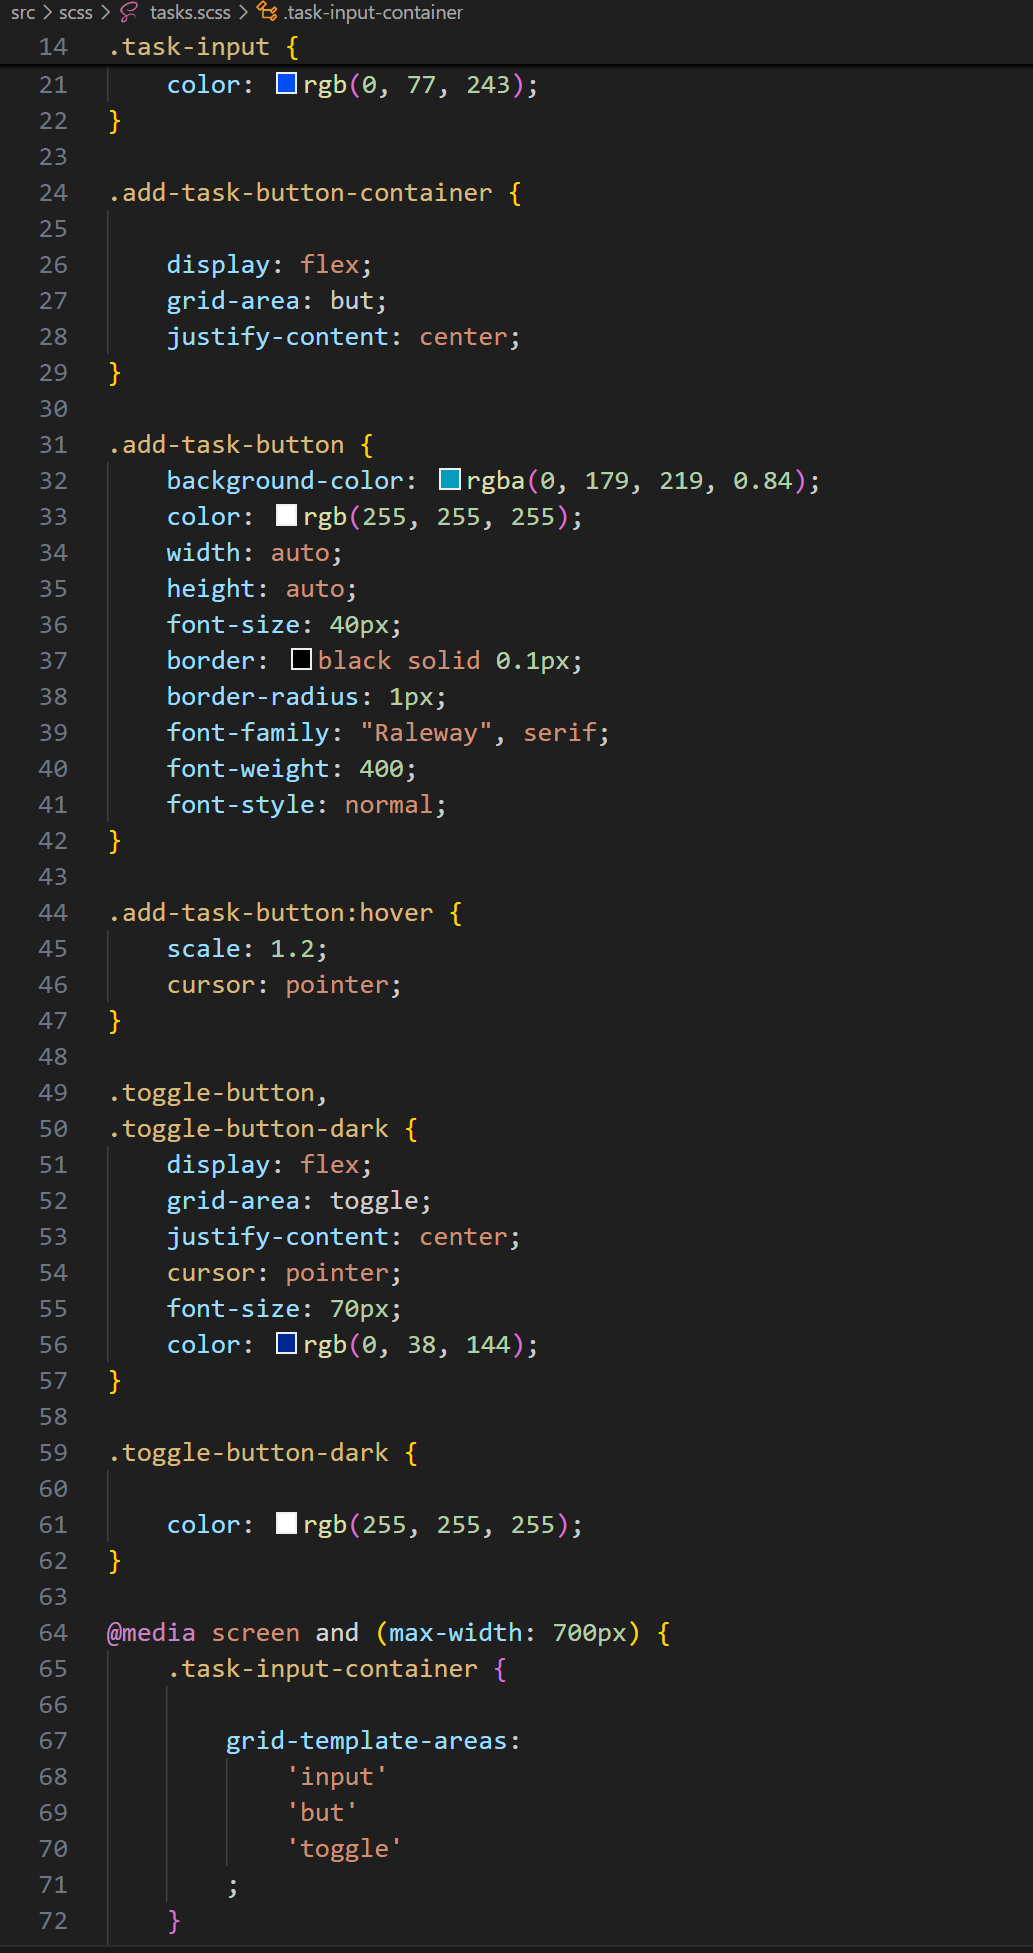 src > scss > tasks.scss > .task-input-container
14 .task-input {
21 color: rgb(0, 77, 243);
22 }
23
24 .add-task-button-container {
25
26 display: flex;
27 grid-area: but;
28 justify-content: center;
29 }
30
31 .add-task-button {
32 background-color: rgba(0, 179, 219, 0.84);
33 color: rgb(255, 255, 255);
34 width: auto;
35 height: auto;
36 font-size: 40px;
37 border: black solid 0.1px;
38 border-radius: 1px;
39 font-family: "Raleway", serif;
40 font-weight: 400;
41 font-style: normal;
42 }
43
44 .add-task-button:hover {
45 scale: 1.2;
46 cursor: pointer;
47 }
48
49 .toggle-button,
50 .toggle-button-dark {
51 display: flex;
52 grid-area: toggle;
53 justify-content: center;
54 cursor: pointer;
55 font-size: 70px;
56 color: rgb(0, 38, 144);
57 }
58
59 .toggle-button-dark {
60
61 color: rgb(255, 255, 255);
62 }
63
64 @media screen and (max-width: 700px) {
65 .task-input-container {
66
67 grid-template-areas:
68 'input'
69 'but'
70 'toggle'
71 ;
72 }